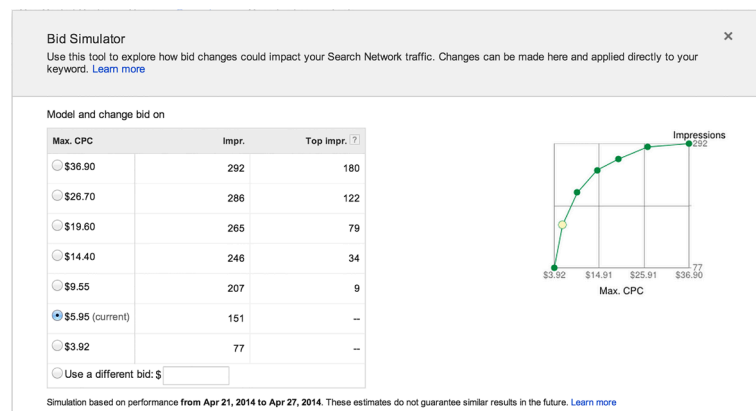 Bid Simulator
Use this tool to explore how bid changes could impact your Search Network traffic. Changes can be made here and applied directly to your
keyword. Learn more
Model and change bid on
Max. CPC Impr. Top impr. ?
$36.90 292 180
$26.70 286 122
$19.60 265 79
$14.40 246 34
$9.55 207 9
$5.95 (current) 151 --
$3.92 77 --
Use a different bid: $
Impressions
292
77
$3.92 $14.91 $25.91 $36.90
Max. CPC
Simulation based on performance from Apr 21, 2014 to Apr 27, 2014. These estimates do not guarantee similar results in the future. Learn more